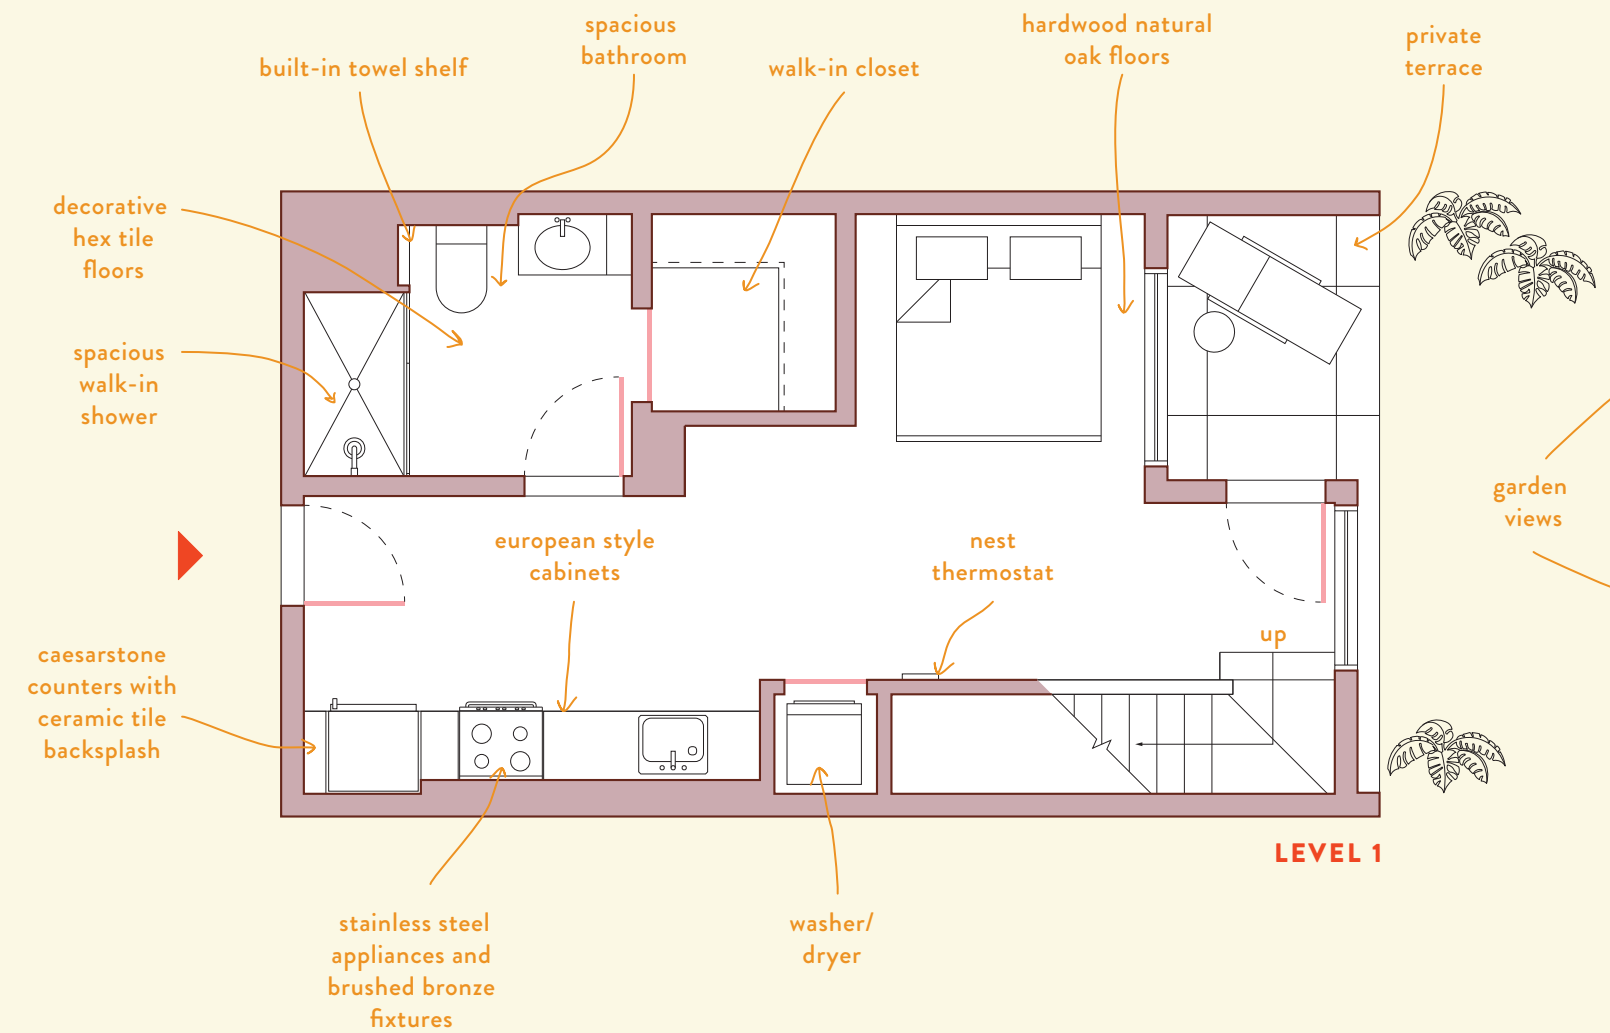 spacious
bathroom
hardwood natural
oak floors
private
terrace
built-in towel shelf
walk-in closet
decorative
hex tile
floors
spacious
walk-in
shower
garden
views
european style
cabinets
nest
thermostat
up
caesarstone
counters with
ceramic tile
backsplash
LEVEL 1
stainless steel
appliances and
brushed bronze
fixtures
washer/
dryer